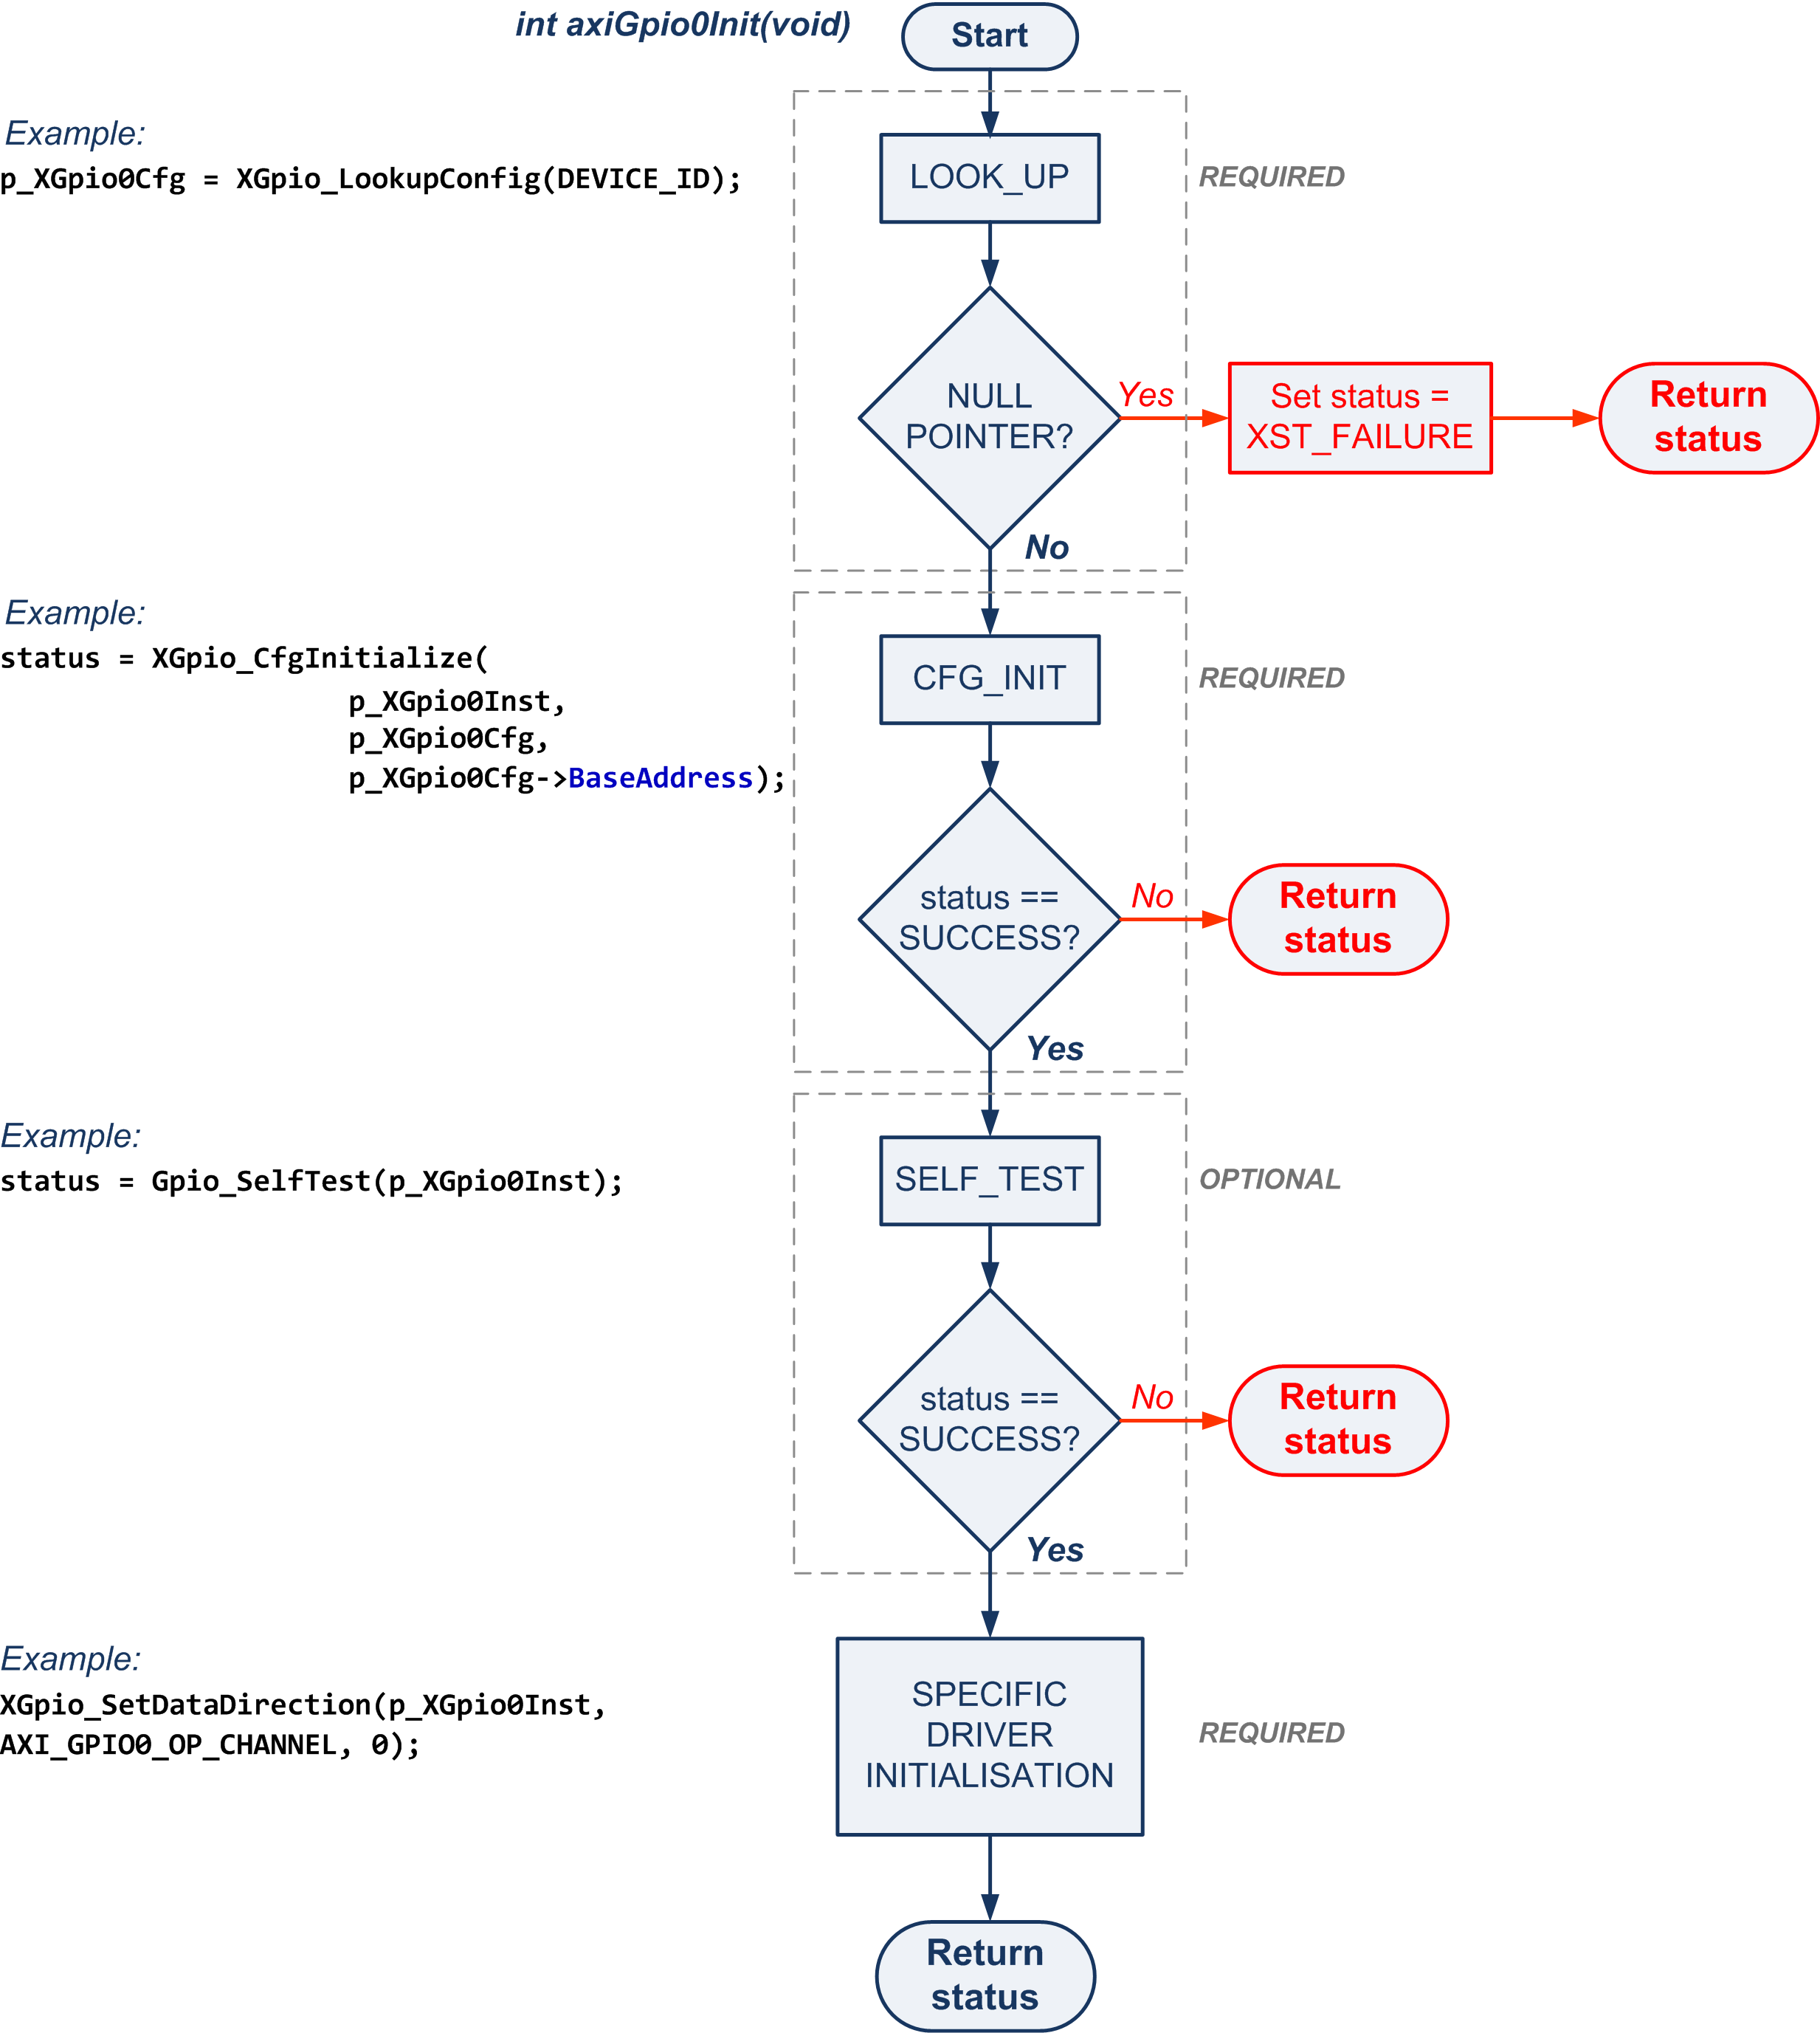 int axiGpio0Init(void)
Start
Example:
p_XGpio0Cfg = XGpio_LookupConfig(DEVICE_ID);
LOOK_UP
REQUIRED
NULL
POINTER?
Yes
Set status =
XST_FAILURE
Return
status
No
Example:
status = XGpio_CfgInitialize(
p_XGpio0Inst,
p_XGpio0Cfg,
p_XGpio0Cfg->BaseAddress);
CFG_INIT
REQUIRED
status ==
SUCCESS?
No
Return
status
Yes
Example:
status = Gpio_SelfTest(p_XGpio0Inst);
SELF_TEST
OPTIONAL
status ==
SUCCESS?
No
Return
status
Yes
Example:
XGpio_SetDataDirection(p_XGpio0Inst,
AXI_GPIO0_OP_CHANNEL, 0);
SPECIFIC
DRIVER
INITIALISATION
REQUIRED
Return
status